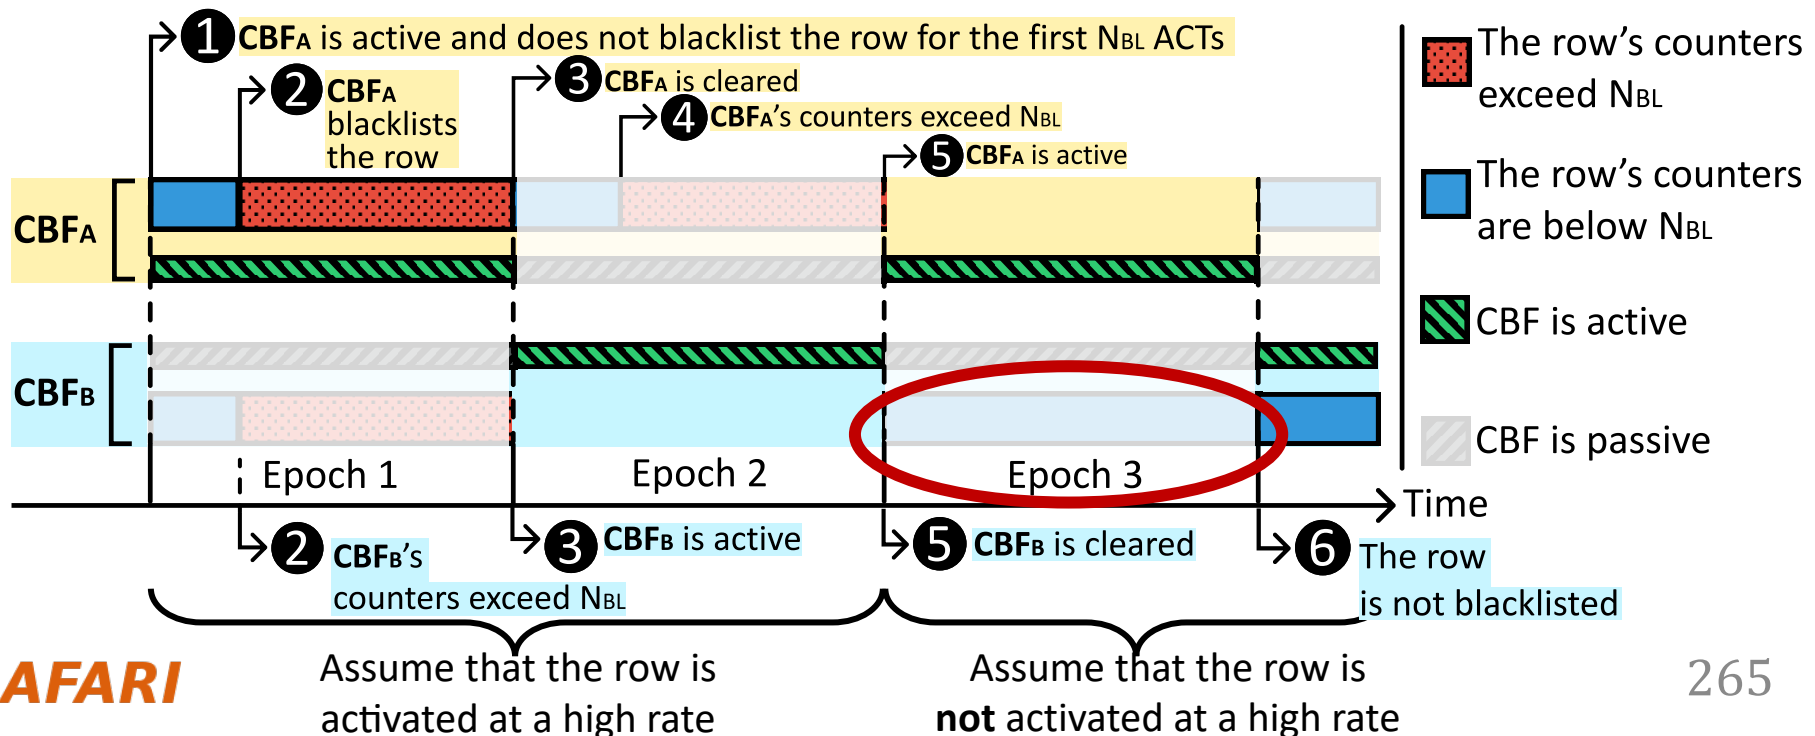 1 CBFA is active and does not blacklist the row for the first NBL ACTs
2 CBFA
blacklists
the row
3 CBFA is cleared
4 CBFA's counters exceed NBL
5 CBFA is active
CBFA
CBFB
Epoch 1
Epoch 2
Epoch 3
Time
2 CBFB's
counters exceed NBL
3 CBFB is active
5 CBFB is cleared
6 The row
is not blacklisted
Assume that the row is
activated at a high rate
Assume that the row is
not activated at a high rate
The row's counters
exceed NBL
The row's counters
are below NBL
CBF is active
CBF is passive
AFARI
265